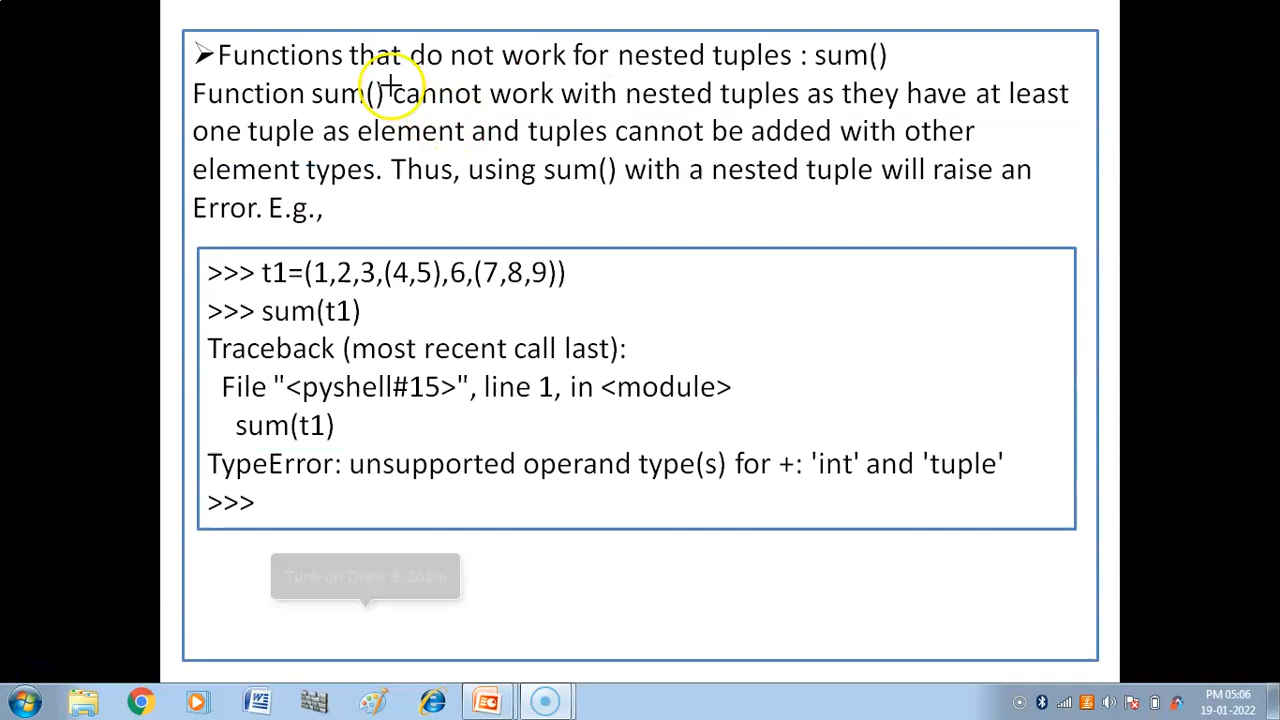 ➢Functions that do not work for nested tuples : sum()
Function sum() cannot work with nested tuples as they have at least
one tuple as element and tuples cannot be added with other
element types. Thus, using sum() with a nested tuple will raise an
Error. E.g.,
>>> t1=(1,2,3,(4,5),6,(7,8,9))
>>> sum(t1)
Traceback (most recent call last):
File "<pyshell#15>", line 1, in <module>
sum(t1)
TypeError: unsupported operand type(s) for +: 'int' and 'tuple'
>>>
Turn on Draw & Zoom
PM 05:06
19-01-2022